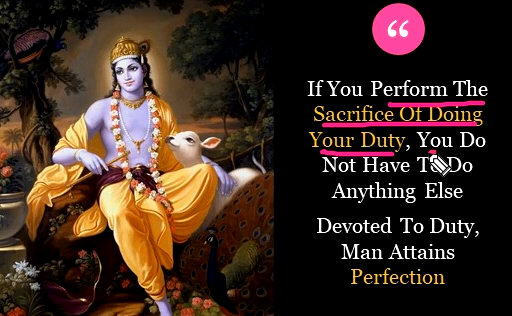 If You Perform The
Sacrifice Of Doing
Your Duty, You Do
Not Have To Do
Anything Else
Devoted To Duty,
Man Attains
Perfection